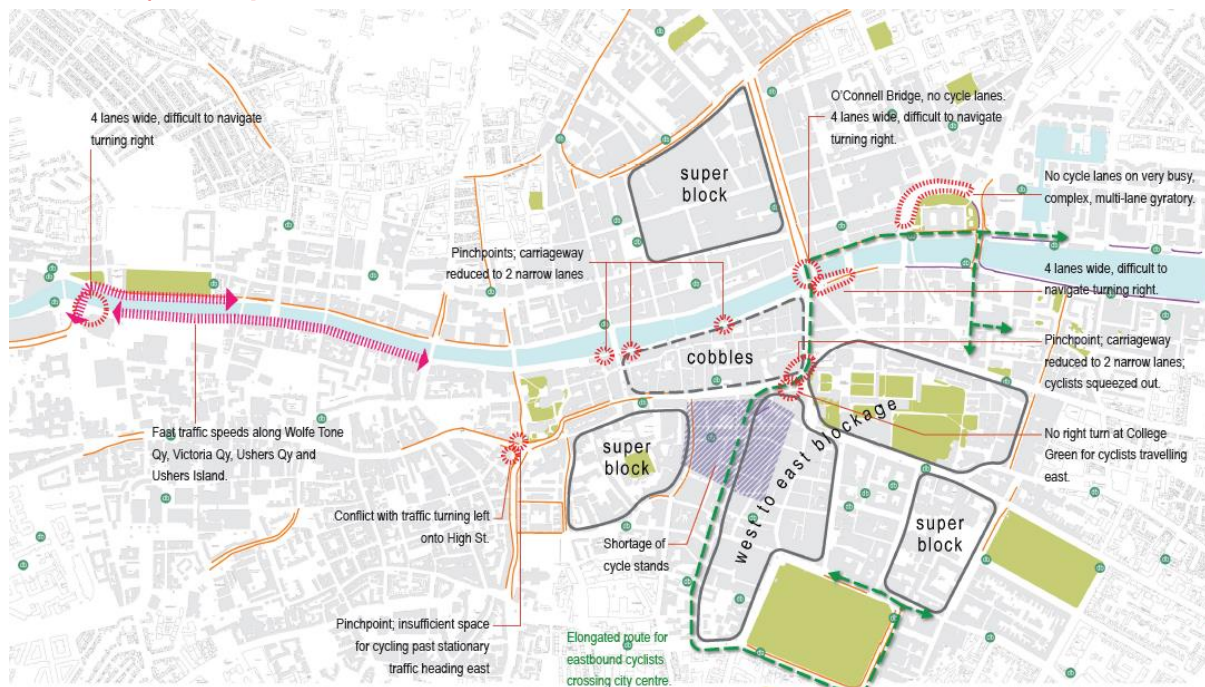 4 lanes wide, difficult to navigate
turning right
O'Connell Bridge, no cycle lanes.
4 lanes wide, difficult to navigate
turning right.
super
block
No cycle lanes on very busy,
complex, multi-lane gyratory.
Pinchpoints; carriageway
reduced to 2 narrow lanes
4 lanes wide, difficult to
navigate turning right.
cobbles
Pinchpoint; carriageway
reduced to 2 narrow lanes;
cyclists squeezed out.
Fast traffic speeds along Wolfe Tone
Qy, Victoria Qy, Ushers Qy and
Ushers Island.
super
block
west to east blockage
No right turn at College
Green for cyclists travelling
east.
Conflict with traffic turning left
onto High St.
Shortage of
cycle stands
super
block
Pinchpoint; insufficient space
for cycling past stationary
traffic heading east
Elongated route for
eastbound cyclists
crossing city centre.